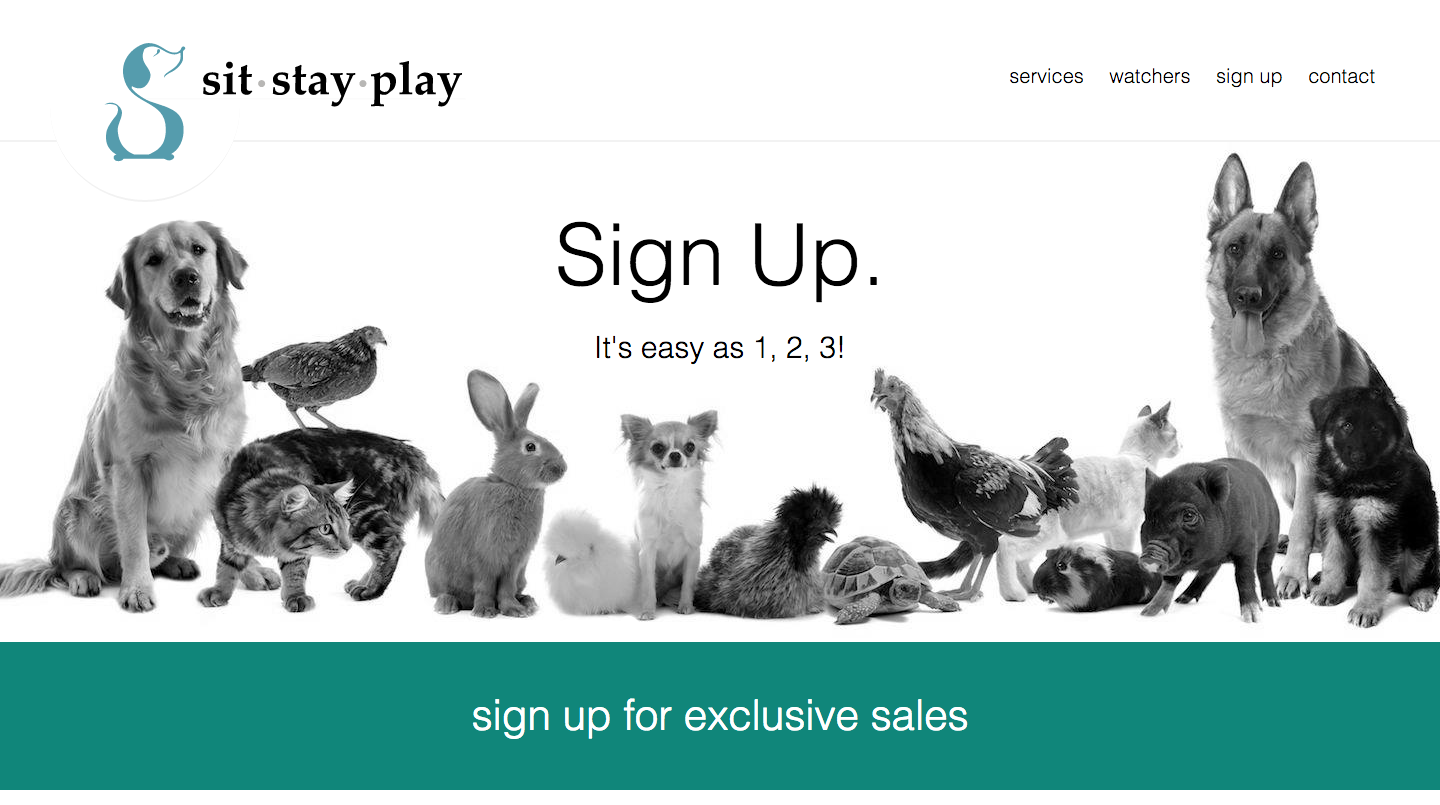 sit·stay·play
services watchers sign up contact
Sign Up.
It's easy as 1, 2, 3!
sign up for exclusive sales